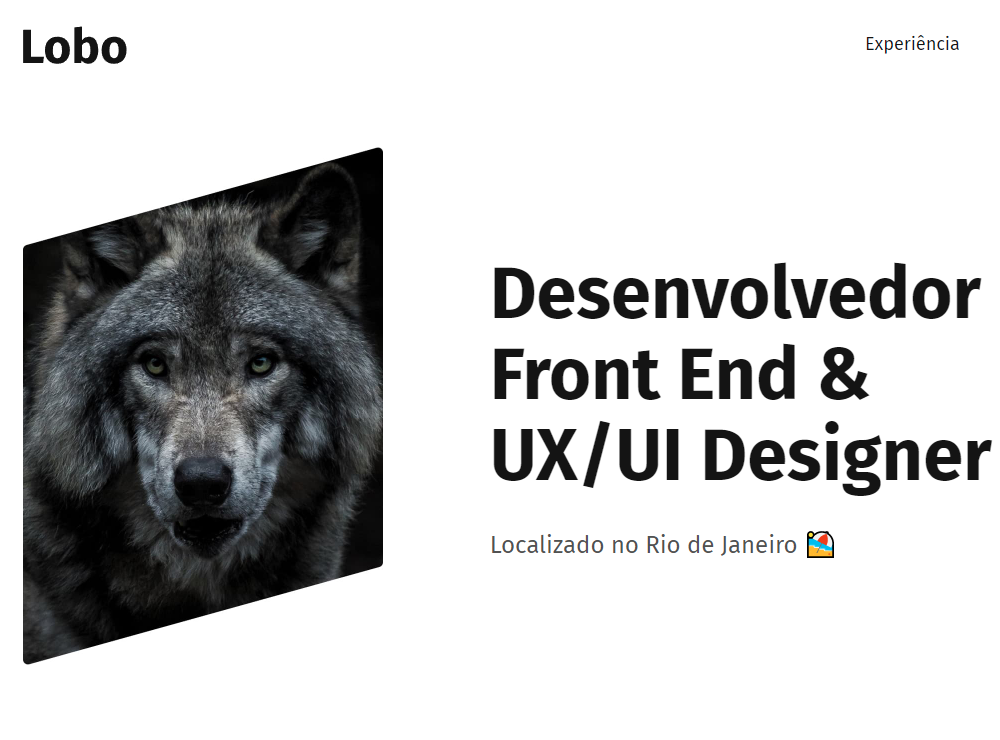 Lobo
Experiência
Desenvolvedor
Front End &
UX/UI Designer
Localizado no Rio de Janeiro 🏖